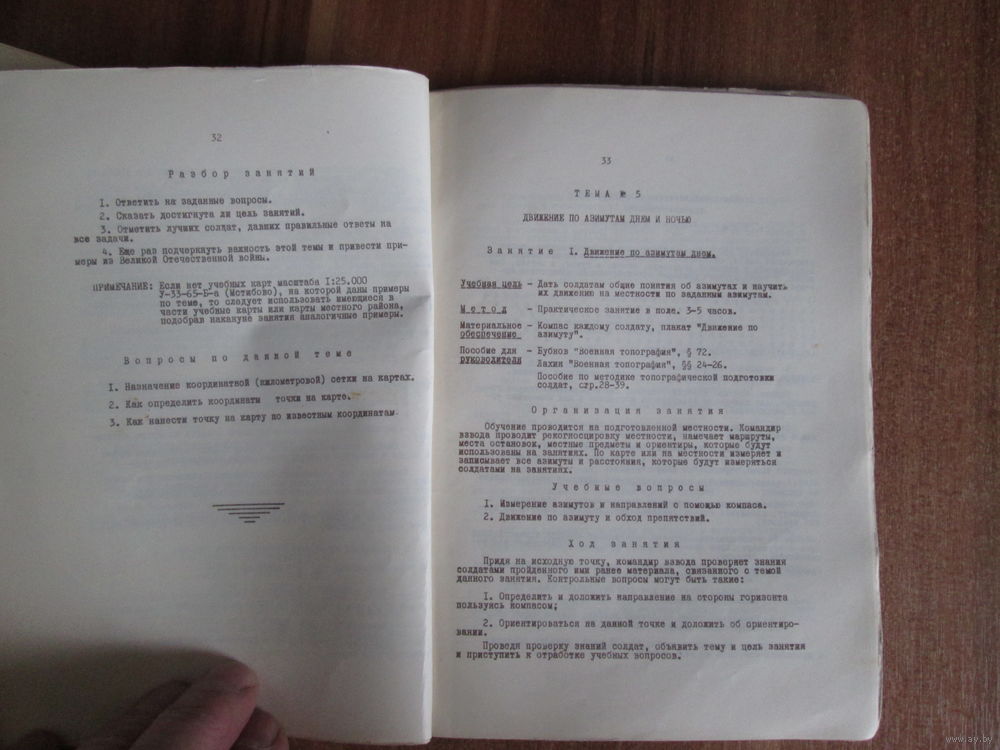 32
Разбор занятий
1. Ответить на заданные вопросы.
2. Сказать достигнута ли цель занятий.
3. Отметить лучших солдат, давших правильные ответы на
все задачи.
4. Еще раз подчеркнуть важность этой темы и привести при-
меры из Великой Отечественной войны.
ПРИМЕЧАНИЕ: Если нет учебных карт масштаба 1:25.000
У-33-65-Б-а (Мстибово), на которой даны примеры
по теме, то следует использовать имеющиеся в
части учебные карты или карты местного района,
подобрав накануне занятия аналогичные примеры.
Вопросы по данной теме
1. Назначение координатной (километровой) сетки на картах.
2. Как определить координаты точки на карте.
3. Как нанести точку на карту по известным координатам.
33
ТЕМА № 5
ДВИЖЕНИЕ ПО АЗИМУТАМ ДНЕМ И НОЧЬЮ
Занятие 1. Движение по азимутам днем.
Учебная цель - Дать солдатам общие понятия об азимутах и научить
их движению на местности по заданным азимутам.
Метод - Практическое занятие в поле. 3-5 часов.
Материальное - Компас каждому солдату, плакат "Движение по
обеспечение азимуту".
Пособие для - Бубнов "Военная топография", § 72.
руководителя Лахин "Военная топография", §§ 24-26.
Пособие по методике топографической подготовки
солдат, стр.28-39.
Организация занятия
Обучение проводится на подготовленной местности. Командир
взвода проводит рекогносцировку местности, намечает маршруты,
места остановок, местные предметы и ориентиры, которые будут
использованы на занятиях. По карте или на местности измеряет и
записывает все азимуты и расстояния, которые будут измеряться
солдатами на занятиях.
Учебные вопросы
1. Измерение азимутов и направлений с помощью компаса.
2. Движение по азимуту и обход препятствий.
Ход занятия
Придя на исходную точку, командир взвода проверяет знания
солдатами пройденного ими ранее материала, связанного с темой
данного занятия. Контрольные вопросы могут быть такие:
1. Определить и доложить направление на стороны горизонта
пользуясь компасом;
2. Ориентироваться на данной точке и доложить об ориентиро-
вании.
Проведя проверку знаний солдат, объявить тему и цель занятия
и приступить к отработке учебных вопросов.
www.ay.by